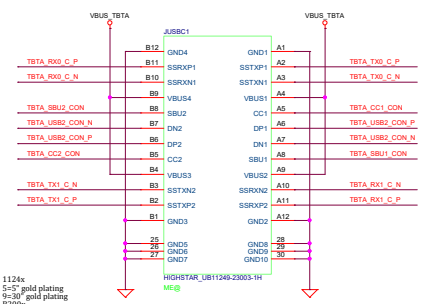 VBUS_TBTA VBUS_TBTA
JUSBC1
B12 GND4 GND1 A1
TBTA_RX0_C_P B11 SSRXP1 SSTXP1 A2 TBTA_TX0_C_P
TBTA_RX0_C_N B10 SSRXN1 SSTXN1 A3 TBTA_TX0_C_N
B9 VBUS4 VBUS1 A4
TBTA_SBU2_CON B8 SBU2 CC1 A5 TBTA_CC1_CON
TBTA_USB2_CON_N B7 DN2 DP1 A6 TBTA_USB2_CON_P
TBTA_USB2_CON_P B6 DP2 DN1 A7 TBTA_USB2_CON_N
TBTA_CC2_CON B5 CC2 SBU1 A8 TBTA_SBU1_CON
B4 VBUS3 VBUS2 A9
TBTA_TX1_C_N B3 SSTXN2 SSRXN2 A10 TBTA_RX1_C_N
TBTA_TX1_C_P B2 SSTXP2 SSRXP2 A11 TBTA_RX1_C_P
B1 GND3 GND2 A12
25 GND5 GND8 28
26 GND6 GND9 29
27 GND7 GND10 30
HIGHSTAR_UB11249-23003-1H
ME@
1124x
5=5" gold plating
9=30" gold plating